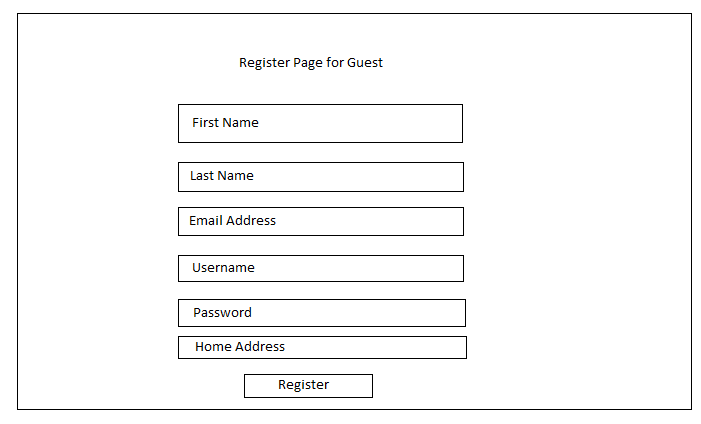 Register Page for Guest
First Name
Last Name
Email Address
Username
Password
Home Address
Register